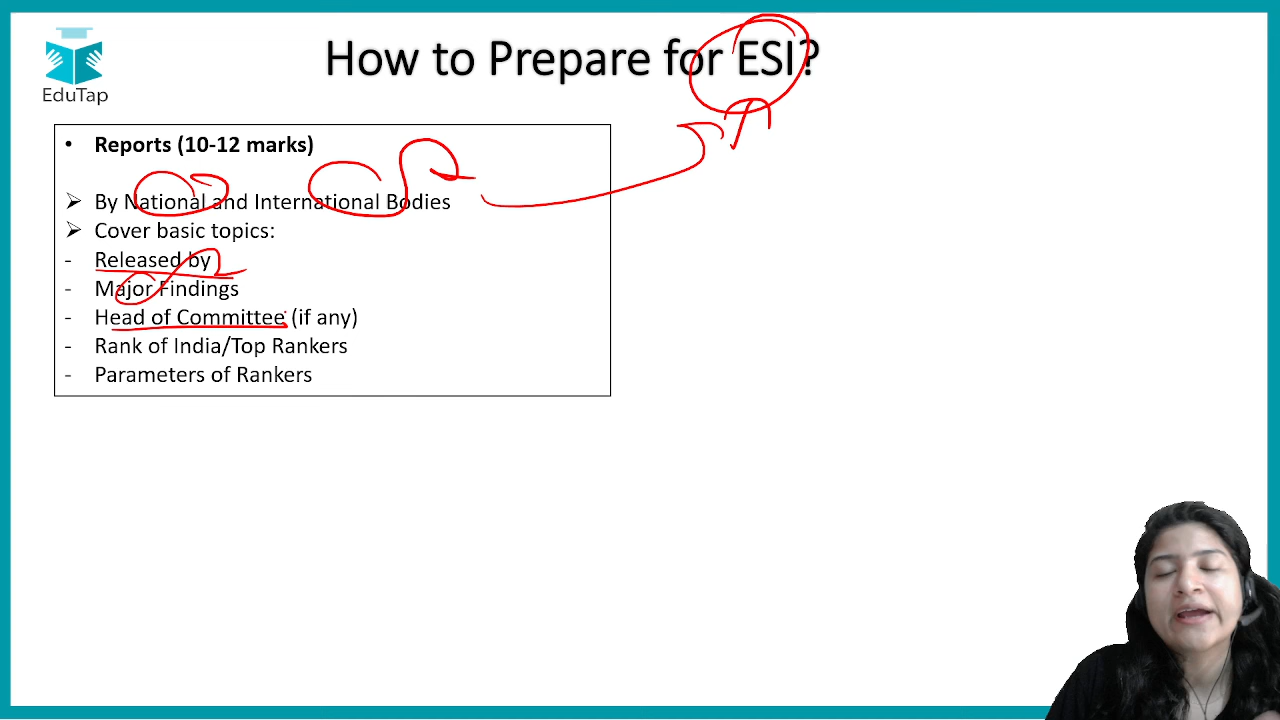 How to Prepare for ESI?
EduTap
• Reports (10-12 marks)
➢ By National and International Bodies
➢ Cover basic topics:
- Released by
- Major Findings
- Head of Committee (if any)
- Rank of India/Top Rankers
- Parameters of Rankers